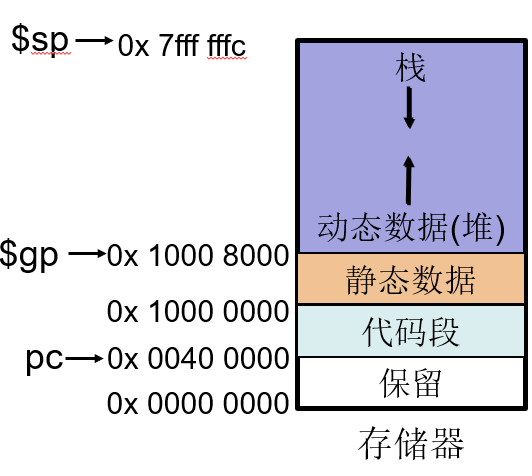 $sp 0x 7fff fffc
栈
动态数据(堆)
$gp 0x 1000 8000
静态数据
0x 1000 0000
代码段
pc 0x 0040 0000
保留
0x 0000 0000
存储器